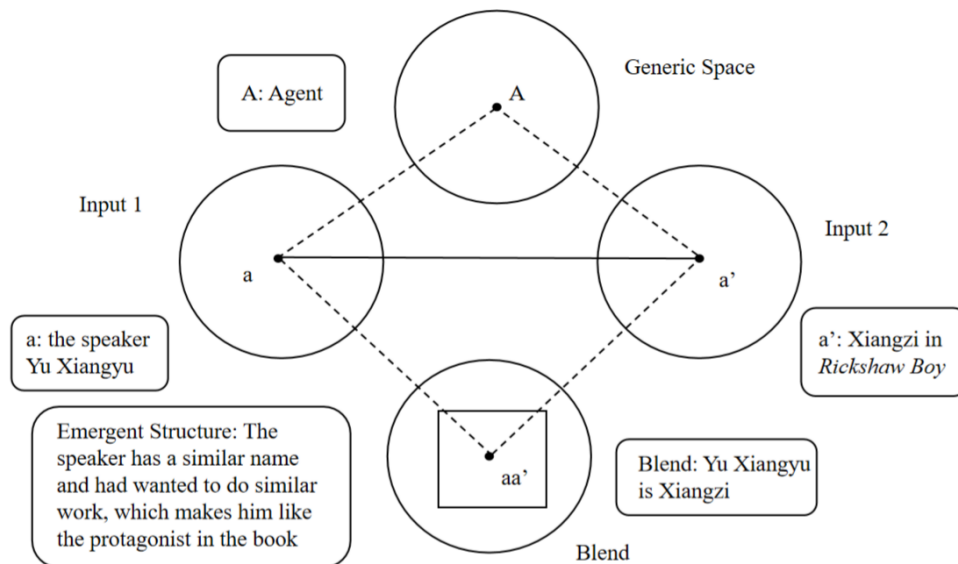 Generic Space
A: Agent
A
Input 1
Input 2
a
a’
a: the speaker
Yu Xiangyu
a’: Xiangzi in
Rickshaw Boy
Emergent Structure: The
speaker has a similar name
and had wanted to do similar
work, which makes him like
the protagonist in the book
aa’
Blend: Yu Xiangyu
is Xiangzi
Blend